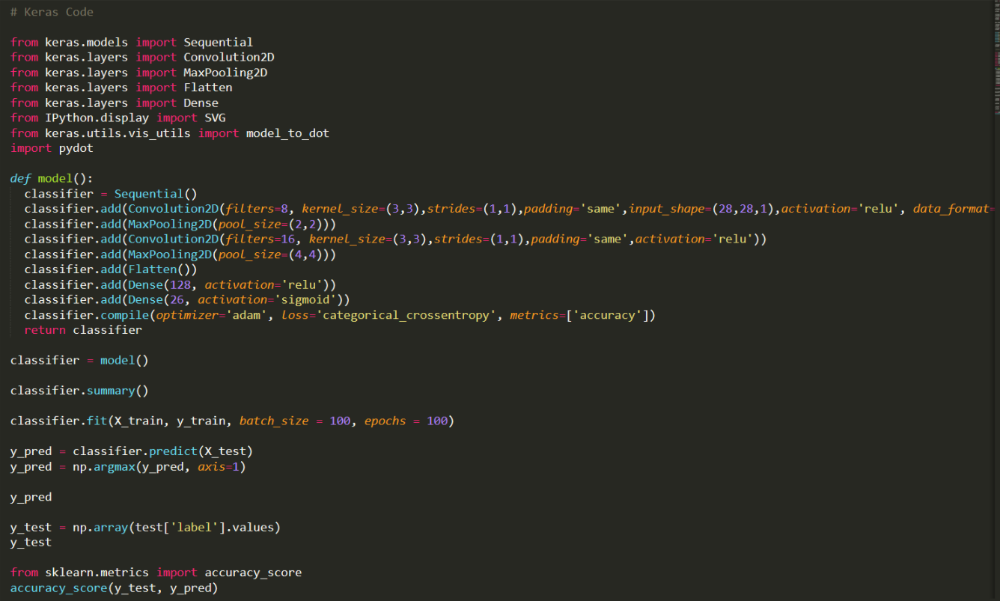 # Keras Code
from keras.models import Sequential
from keras.layers import Convolution2D
from keras.layers import MaxPooling2D
from keras.layers import Flatten
from keras.layers import Dense
from IPython.display import SVG
from keras.utils.vis_utils import model_to_dot
import pydot
def model():
classifier = Sequential()
classifier.add(Convolution2D(filters=8, kernel_size=(3,3),strides=(1,1),padding='same',input_shape=(28,28,1),activation='relu', data_format=
classifier.add(MaxPooling2D(pool_size=(2,2)))
classifier.add(Convolution2D(filters=16, kernel_size=(3,3),strides=(1,1),padding='same',activation='relu'))
classifier.add(MaxPooling2D(pool_size=(4,4)))
classifier.add(Flatten())
classifier.add(Dense(128, activation='relu'))
classifier.add(Dense(26, activation='sigmoid'))
classifier.compile(optimizer='adam', loss='categorical_crossentropy', metrics=['accuracy'])
return classifier
classifier = model()
classifier.summary()
classifier.fit(X_train, y_train, batch_size = 100, epochs = 100)
y_pred = classifier.predict(X_test)
y_pred = np.argmax(y_pred, axis=1)
y_pred
y_test = np.array(test['label'].values)
y_test
from sklearn.metrics import accuracy_score
accuracy_score(y_test, y_pred)